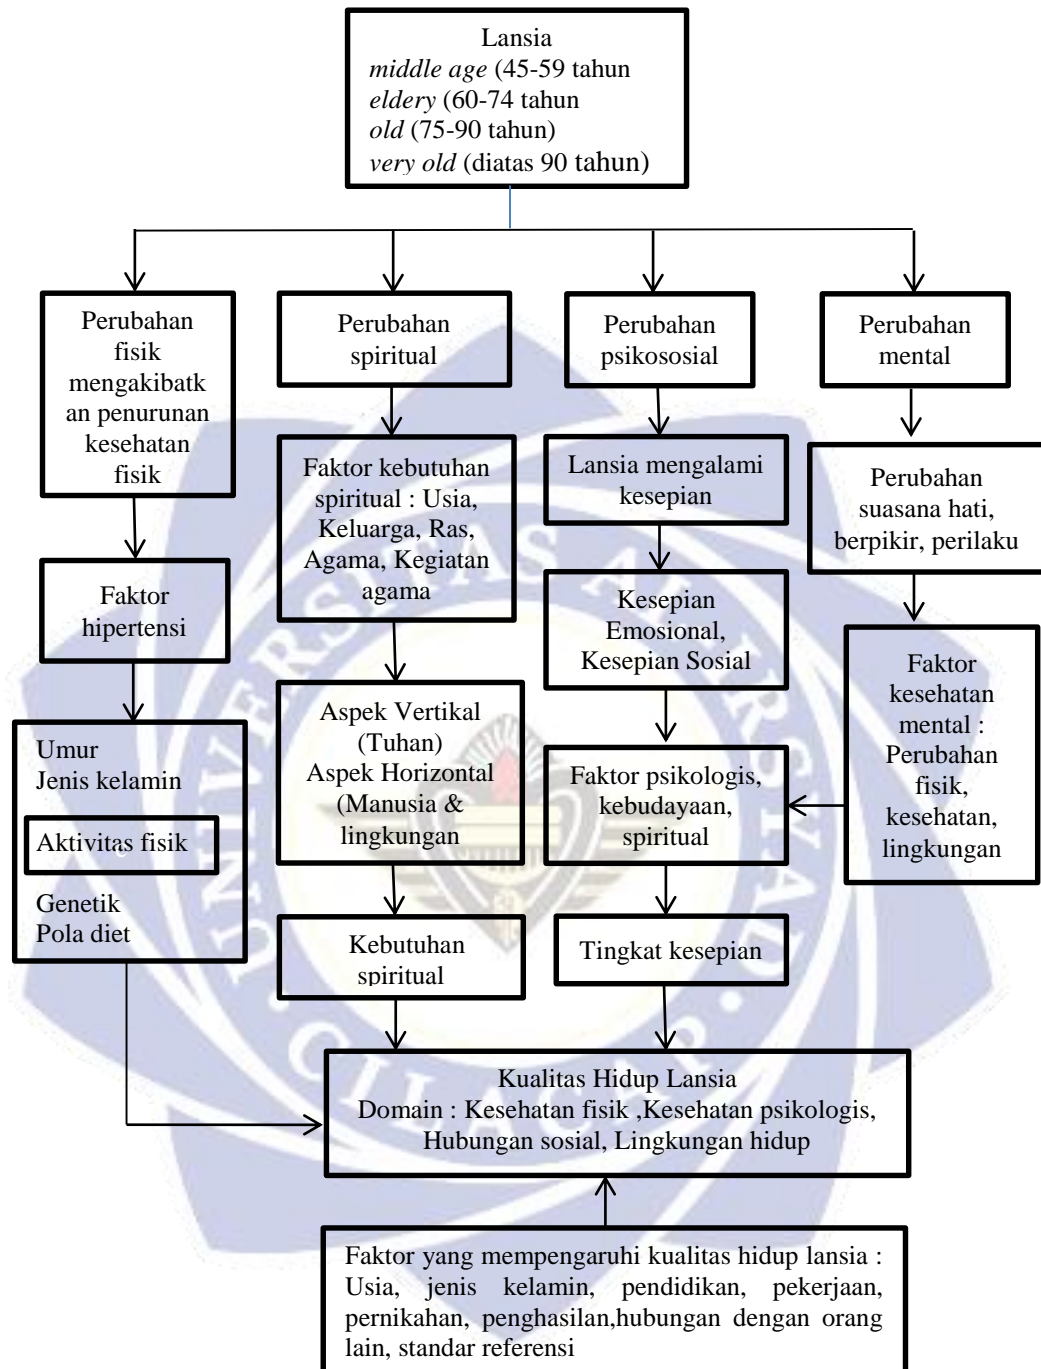 Lansia
middle age (45-59 tahun
eldery (60-74 tahun
old (75-90 tahun)
very old (diatas 90 tahun)
Perubahan
fisik
mengakibatk
an penurunan
kesehatan
fisik
Perubahan
spiritual
Perubahan
psikososial
Perubahan
mental
Faktor kebutuhan
spiritual : Usia,
Keluarga, Ras,
Agama, Kegiatan
agama
Lansia mengalami
kesepian
Perubahan
suasana hati,
berpikir, perilaku
Faktor
hipertensi
Kesepian
Emosional,
Kesepian Sosial
Faktor
kesehatan
mental :
Perubahan
fisik,
kesehatan,
lingkungan
Umur
Jenis kelamin
Aktivitas fisik
Genetik
Pola diet
Aspek Vertikal
(Tuhan)
Aspek Horizontal
(Manusia &
lingkungan
Faktor psikologis,
kebudayaan,
spiritual
Kebutuhan
spiritual
Tingkat kesepian
Kualitas Hidup Lansia
Domain : Kesehatan fisik ,Kesehatan psikologis,
Hubungan sosial, Lingkungan hidup
Faktor yang mempengaruhi kualitas hidup lansia :
Usia, jenis kelamin, pendidikan, pekerjaan,
pernikahan, penghasilan,hubungan dengan orang
lain, standar referensi
UNIVERSITAS AL-IRSYAD
CILACAP